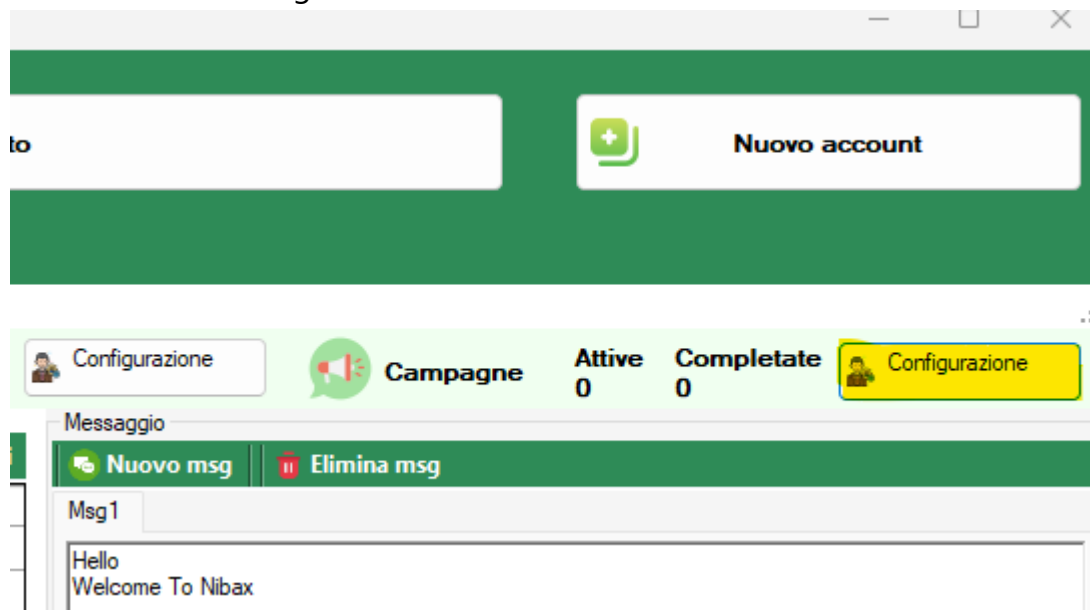 to
Nuovo account
Configurazione
Campagne
Attive
0
Completate
0
Configurazione
Messaggio
Nuovo msg
Elimina msg
Msg1
Hello
Welcome To Nibax